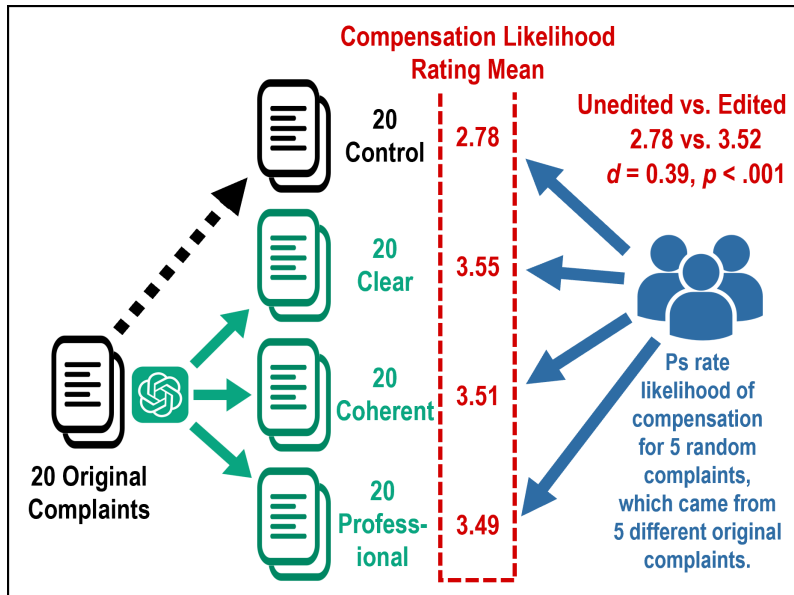 Compensation Likelihood
Rating Mean
20
Control
2.78
Unedited vs. Edited
2.78 vs. 3.52
d = 0.39, p < .001
20
Clear
3.55
20
Coherent
3.51
20
Profess-
ional
3.49
20 Original
Complaints
Ps rate
likelihood of
compensation
for 5 random
complaints,
which came from
5 different original
complaints.